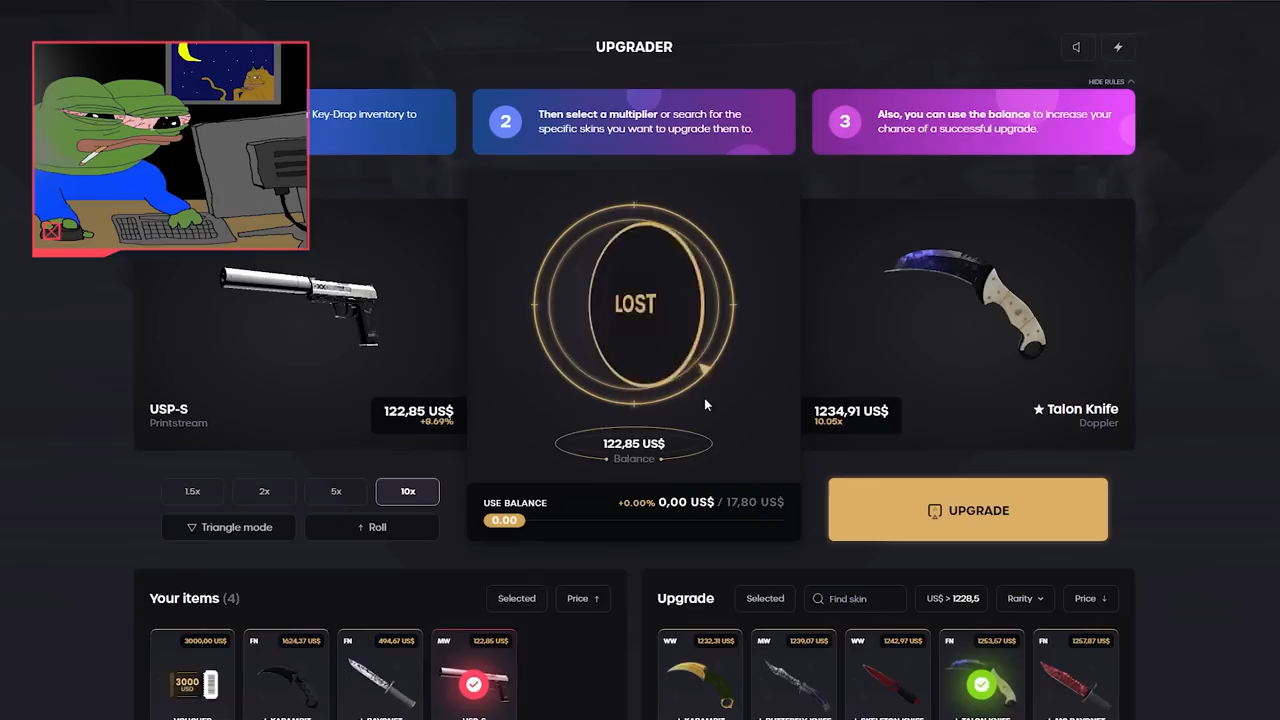 UPGRADER
HIDE RULES
Key-Drop inventory to
2
Then select a multiplier or search for the
specific skins you want to upgrade them to.
3
Also, you can use the balance to increase your
chance of a successful upgrade.
LOST
USP-S
Printstream
122,85 US$
+8.69%
122,85 US$
Balance
1234,91 US$
10.05x
★ Talon Knife
Doppler
1.5x
2x
5x
10x
Triangle mode
Roll
USE BALANCE
+0.00% 0,00 US$ / 17,80 US$
0.00
UPGRADE
Your items (4)
Selected
Price ↑
Upgrade
Selected
Find skin
US$ > 1228,5
Rarity
Price ↓
3000,00 US$
3000
USD
FN 1624,37 US$
FN 494,67 US$
MW 122,85 US$
WW 1232,31 US$
MW 1239,07 US$
WW 1242,97 US$
FN 1253,57 US$
FN 1257,87 US$